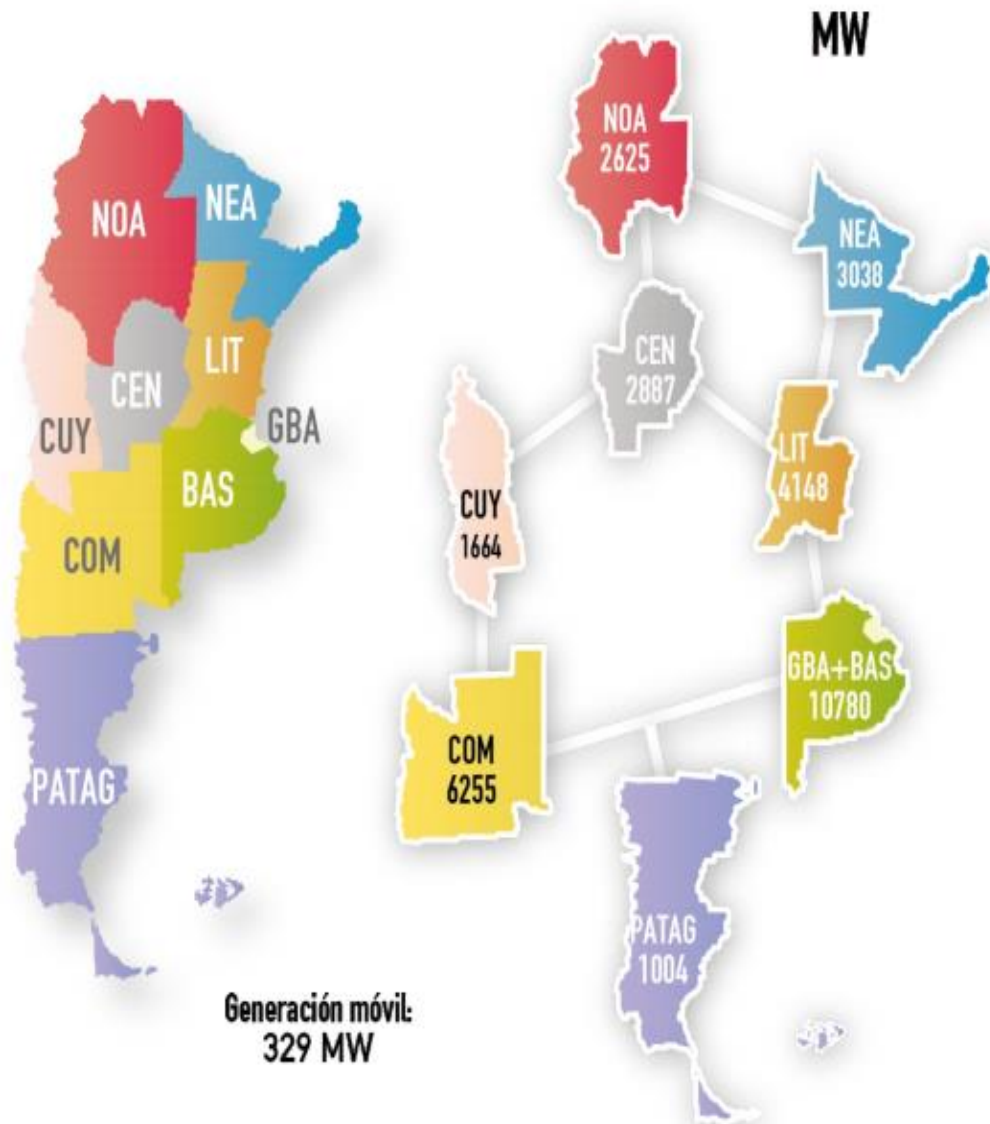 MW
NOA
NEA
LIT
CEN
CUY
GBA
BAS
COM
PATAG
NOA
2625
NEA
3038
CEN
2887
LIT
4148
CUY
1664
GBA+BAS
10780
COM
6255
PATAG
1004
Generación móvil:
329 MW